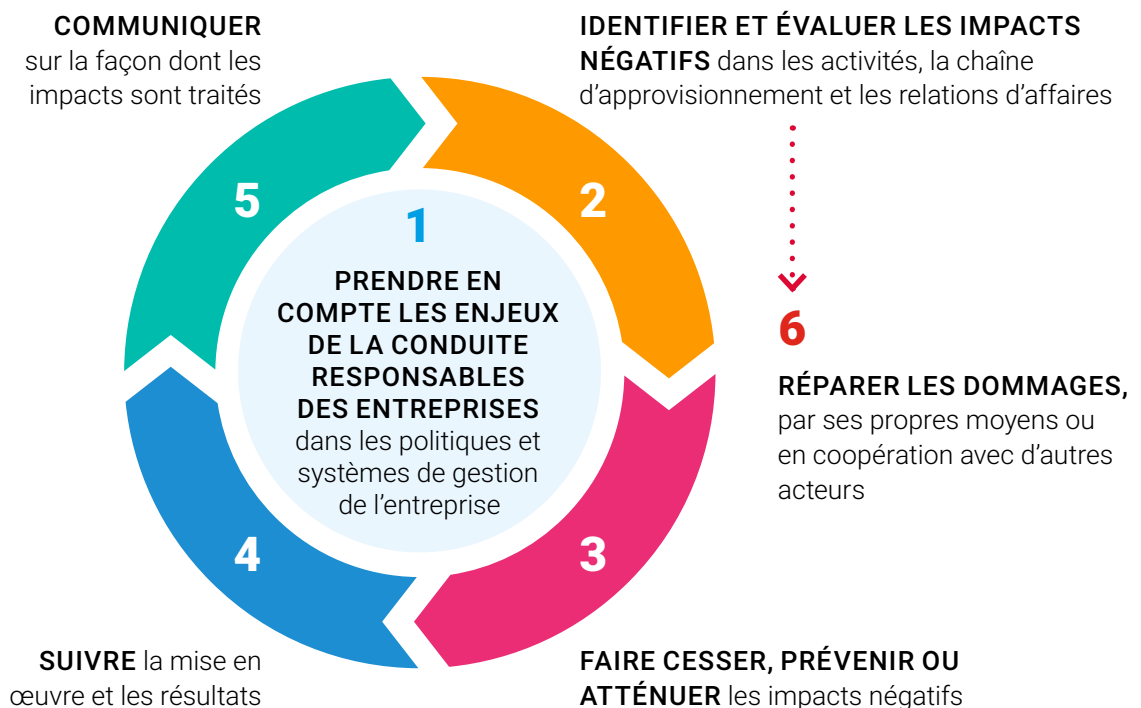 COMMUNIQUER
sur la façon dont les
impacts sont traités
IDENTIFIER ET ÉVALUER LES IMPACTS
NÉGATIFS dans les activités, la chaîne
d’approvisionnement et les relations d’affaires
5
2
1
PRENDRE EN
COMPTE LES ENJEUX
DE LA CONDUITE
RESPONSABLES
DES ENTREPRISES
dans les politiques et
systèmes de gestion
de l’entreprise
6
RÉPARER LES DOMMAGES,
par ses propres moyens ou
en coopération avec d’autres
acteurs
4
3
SUIVRE la mise en
œuvre et les résultats
FAIRE CESSER, PRÉVENIR OU
ATTÉNUER les impacts négatifs